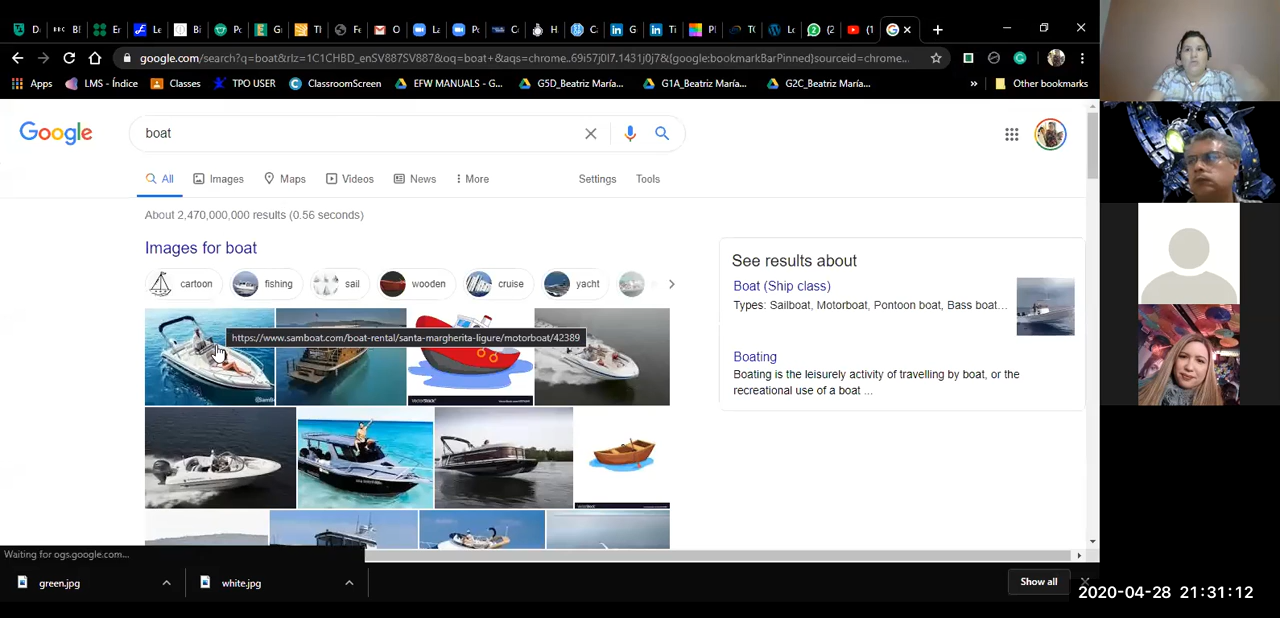 google.com/search?q=boat&rlz=1C1CHBD_enSV887SV887&oq=boat+&aqs=chrome..69i57j0l7.1431j0j7&(google:bookmarkBarPinned)sourceid=chrome...
Apps LMS - Índice Classes TPO USER ClassroomScreen EFW MANUALS - G... G5D_Beatriz María... G1A_Beatriz María... G2C_Beatriz María... » Other bookmarks
Google
boat
All Images Maps Videos News More Settings Tools
About 2,470,000,000 results (0.56 seconds)
Images for boat
cartoon fishing sail wooden cruise yacht
https://www.samboat.com/boat-rental/santa-margherita-ligure/motorboat/42389
See results about
Boat (Ship class)
Types: Sailboat, Motorboat, Pontoon boat, Bass boat...
Boating
Boating is the leisurely activity of travelling by boat, or the
recreational use of a boat ...
Waiting for ogs.google.com...
green.jpg white.jpg Show all
2020-04-28 21:31:12